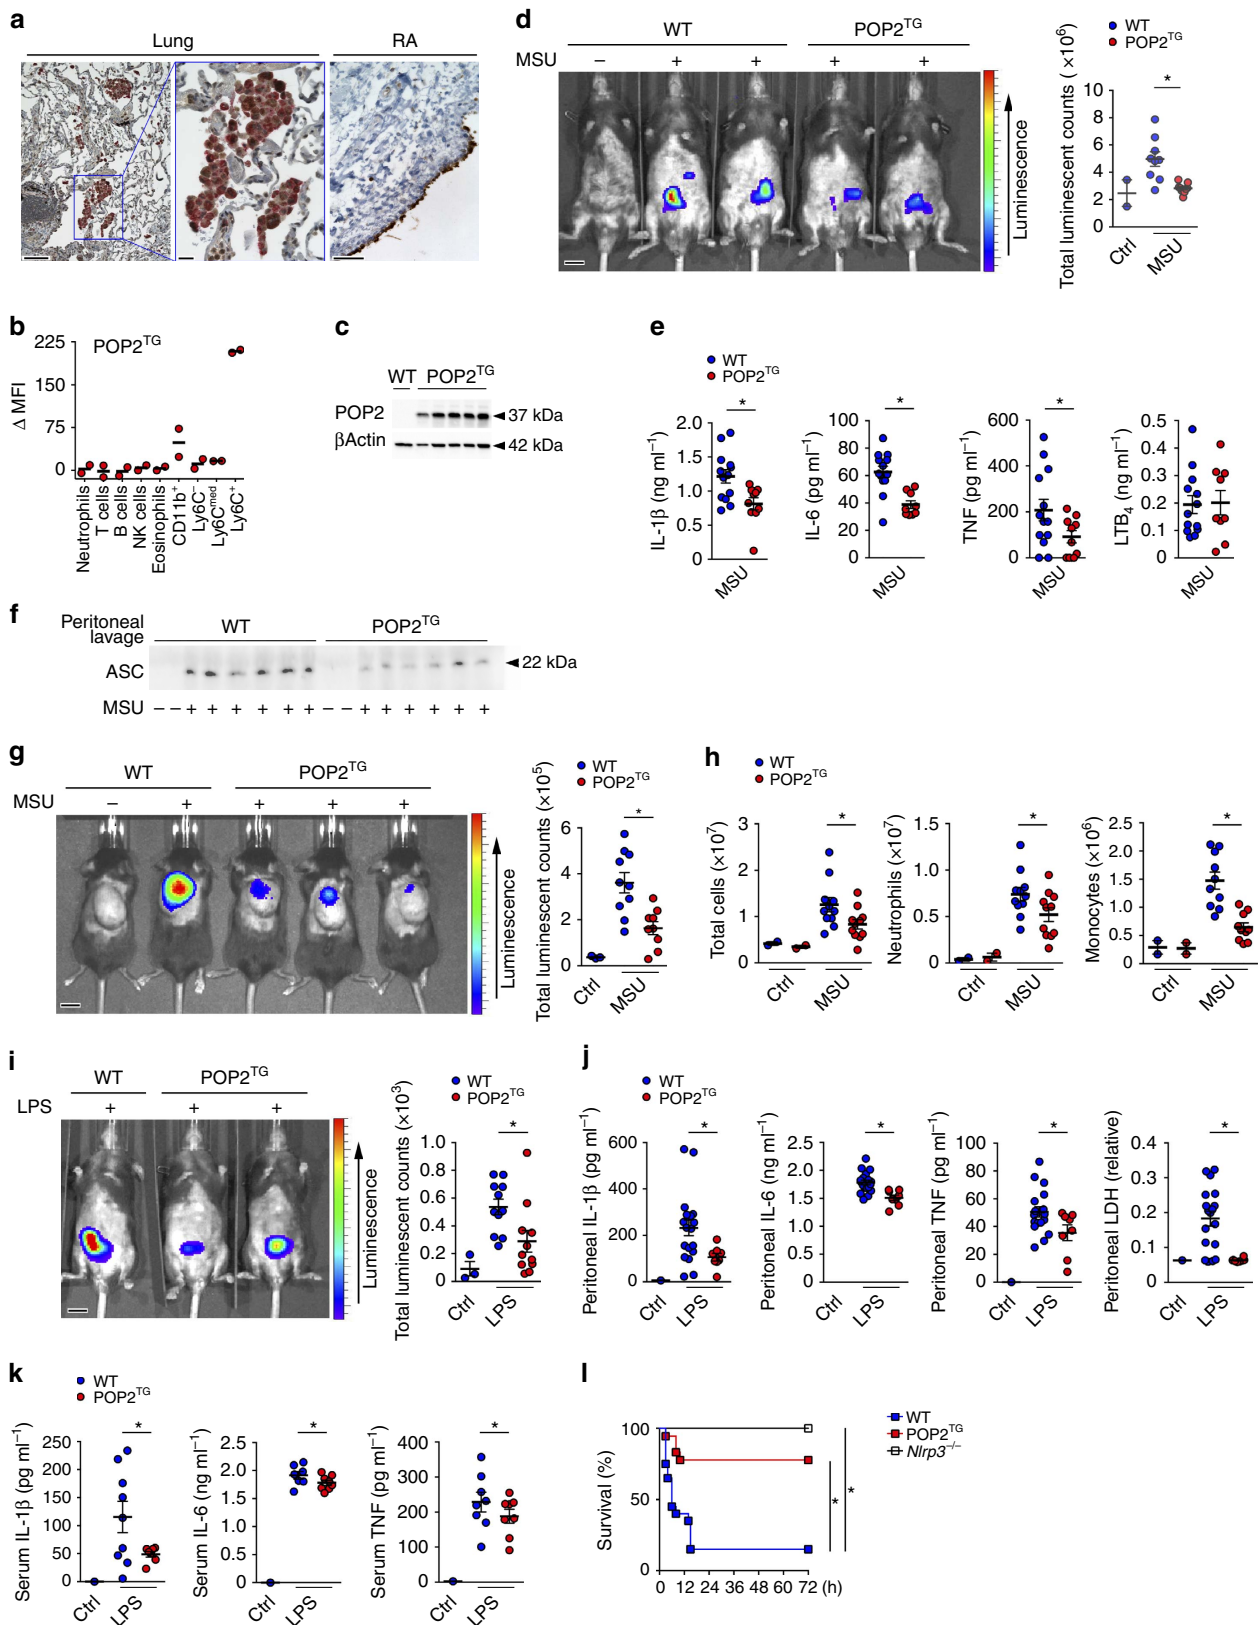 a
Lung
RA
b
POP2TG
Δ MFI
225
150
75
0
Neutrophils
T cells
B cells
NK cells
Eosinophils
CD11b+
Ly6C−
Ly6Cmed
Ly6C+
c
WT POP2TG
POP2
37 kDa
βActin
42 kDa
d
WT
POP2TG
MSU − + + + +
Luminescence
WT
POP2TG
Total luminescent counts (×10⁶)
10
8
6
4
2
0
Ctrl
MSU
*
e
WT
POP2TG
IL-1β (ng ml−1)
2.0
1.5
1.0
0.5
0
*
MSU
IL-6 (pg ml−1)
100
80
60
40
20
0
*
MSU
TNF (pg ml−1)
600
400
200
0
*
MSU
LTB4 (ng ml−1)
0.5
0.4
0.3
0.2
0.1
0
MSU
f
Peritoneal
lavage
WT
POP2TG
ASC
22 kDa
MSU − − + + + + + + − − + + + + + +
g
WT
POP2TG
MSU − + + + +
Luminescence
WT
POP2TG
Total luminescent counts (×10⁵)
6
4
2
0
*
Ctrl
MSU
h
WT
POP2TG
Total cells (×10⁷)
3
2
1
0
*
Ctrl
MSU
Neutrophils (×10⁷)
1.5
1.0
0.5
0
*
Ctrl
MSU
Monocytes (×10⁶)
2.5
2.0
1.5
1.0
0.5
0
*
Ctrl
MSU
i
WT
POP2TG
LPS + + +
Luminescence
WT
POP2TG
Total luminescent counts (×10³)
1.0
0.8
0.6
0.4
0.2
0
*
Ctrl
LPS
j
WT
POP2TG
Peritoneal IL-1β (pg ml−1)
600
400
200
0
*
Ctrl
LPS
Peritoneal IL-6 (ng ml−1)
2.5
2.0
1.5
1.0
0.5
0
*
Ctrl
LPS
Peritoneal TNF (pg ml−1)
100
80
60
40
20
0
*
Ctrl
LPS
Peritoneal LDH (relative)
0.4
0.3
0.2
0.1
0
*
Ctrl
LPS
k
WT
POP2TG
Serum IL-1β (pg ml−1)
250
200
150
100
50
0
*
Ctrl
LPS
Serum IL-6 (ng ml−1)
2.5
2.0
1.5
1.0
0.5
0
*
Ctrl
LPS
Serum TNF (pg ml−1)
400
300
200
100
0
*
Ctrl
LPS
l
WT
POP2TG
Nlrp3−/−
Survival (%)
100
50
0
0 12 24 36 48 60 72 (h)
*
*